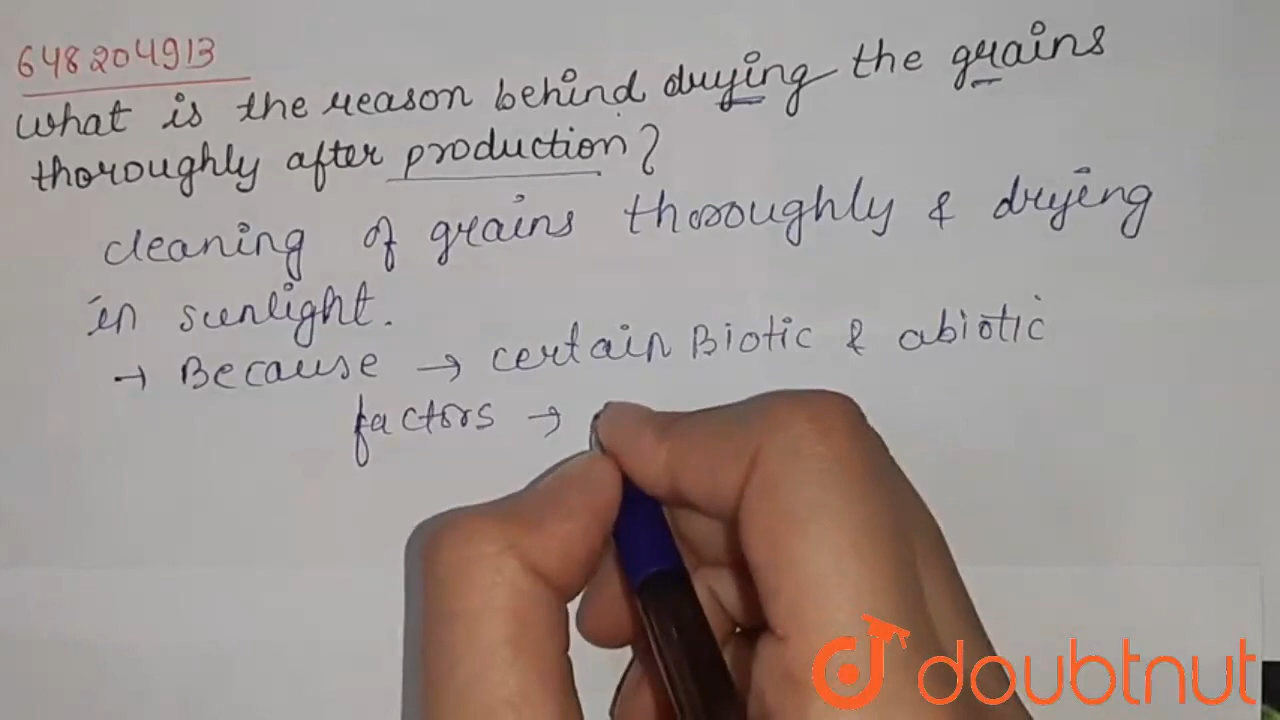 648204913
What is the reason behind drying the grains
thoroughly after production?
cleaning of grains thoroughly & drying
in sunlight.
→ Because → certain Biotic & abiotic
factors →
doubtnut